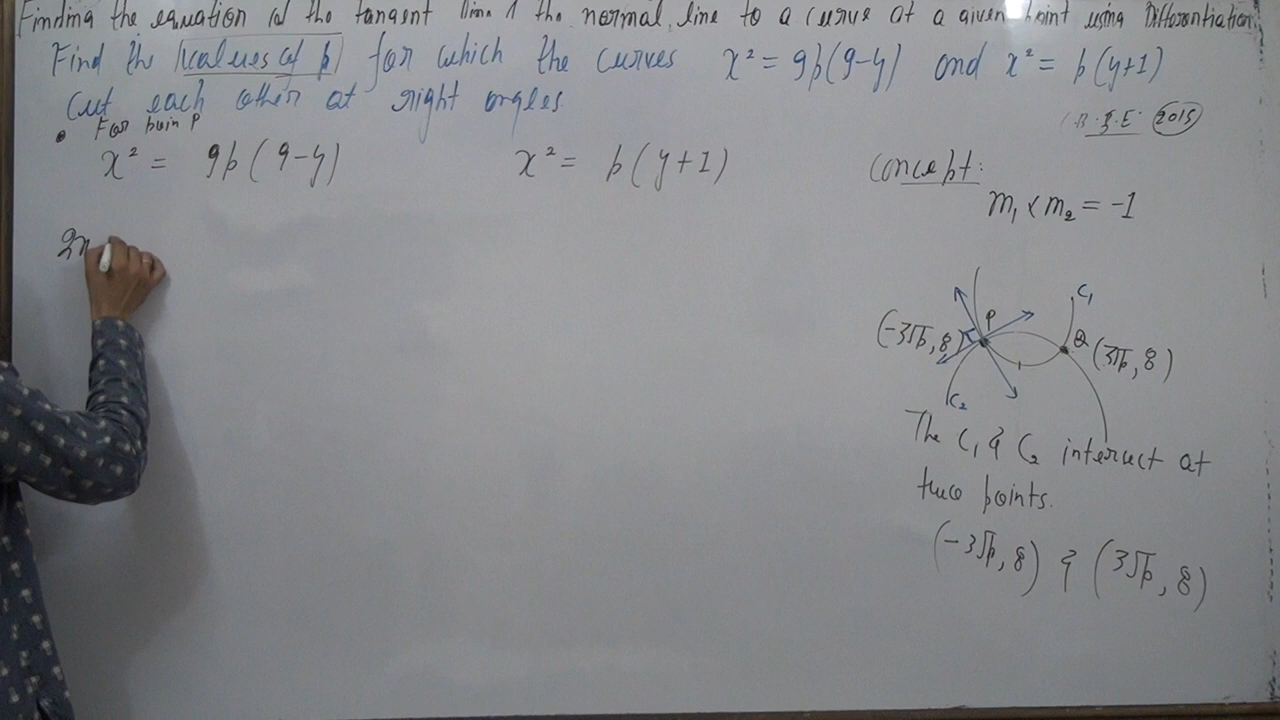 Finding the equation of the tangent line & the normal line to a curve at a given point using Differentiation
Find the values of p for which the curves x² = 9p(9-y) and x² = p(y+1)
cut each other at right angles.
C.B.S.E. 2015
For poin P
x² = 9p(9-y)
x² = p(y+1)
Concept:
m₁ × m₂ = -1
2x
C₁
P
Q
(-3√p, 8)
(3√p, 8)
C₂
The C₁ & C₂ intersect at
two points.
(-3√p, 8) & (3√p, 8)